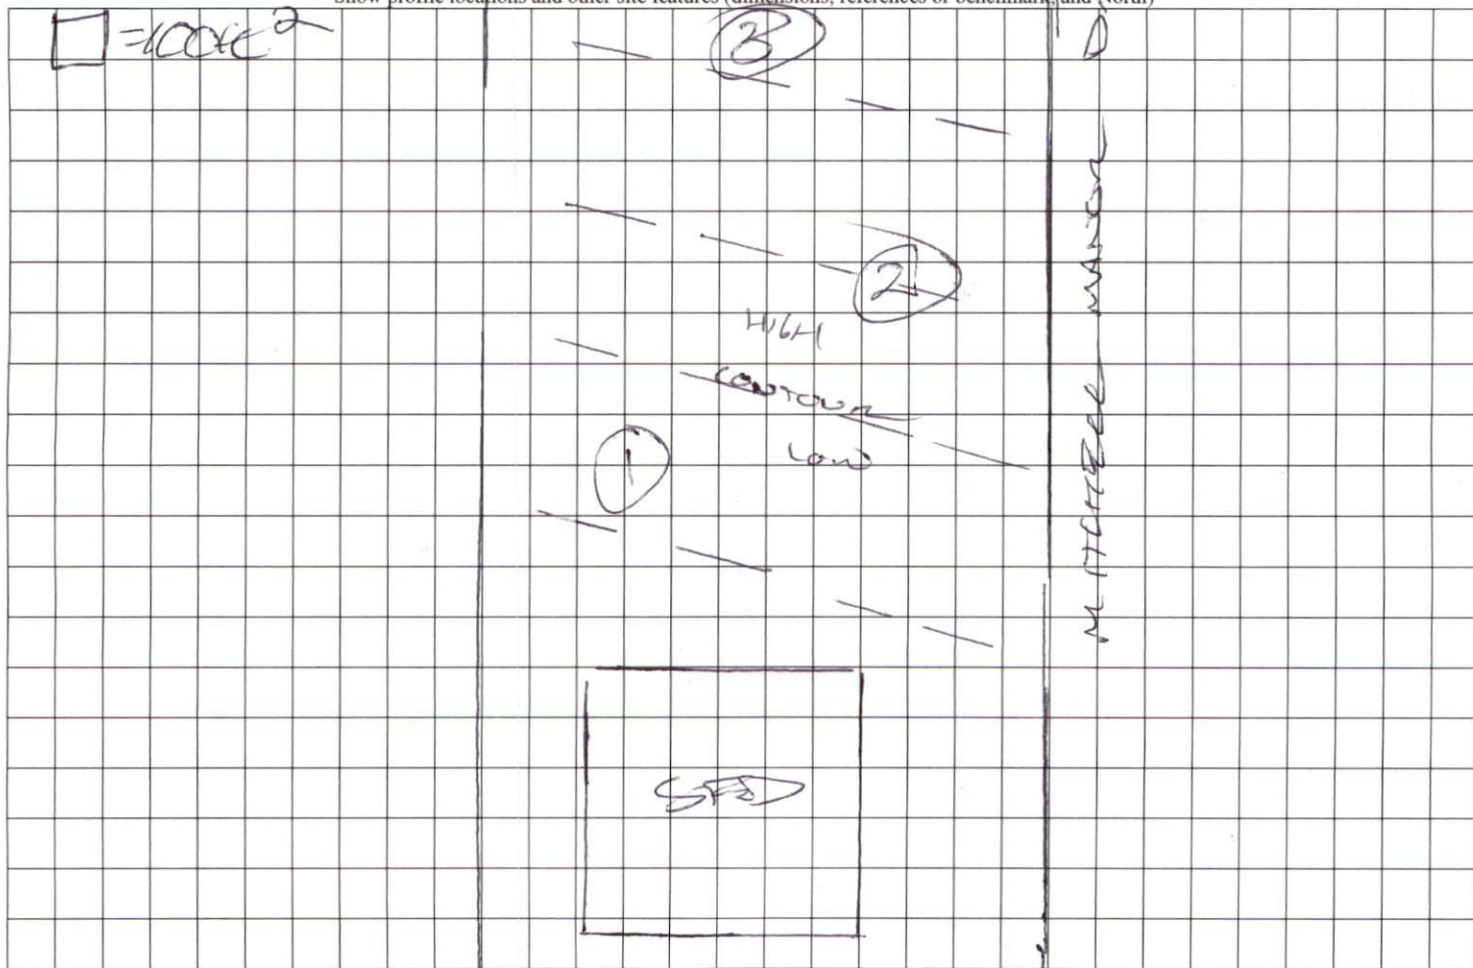 Show profile locations and other site features (dimensions, references or benchmark, and North)
= 100ft²
3
2
HIGH
CONTOUR
LOW
1
SFD
MITCHELL MANOR D